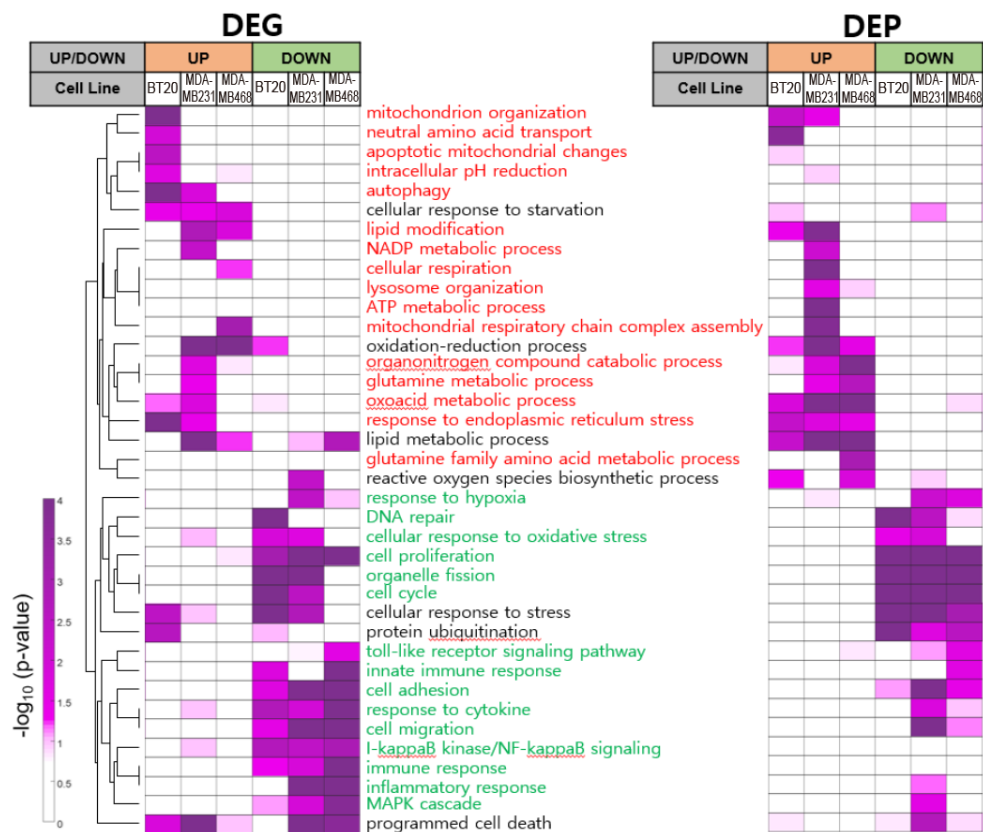 DEG
DEP
UP/DOWN UP DOWN
UP/DOWN UP DOWN
Cell Line BT20 MDA-MB231 MDA-MB468 BT20 MDA-MB231 MDA-MB468
Cell Line BT20 MDA-MB231 MDA-MB468 BT20 MDA-MB231 MDA-MB468
mitochondrion organization
neutral amino acid transport
apoptotic mitochondrial changes
intracellular pH reduction
autophagy
cellular response to starvation
lipid modification
NADP metabolic process
cellular respiration
lysosome organization
ATP metabolic process
mitochondrial respiratory chain complex assembly
oxidation-reduction process
organonitrogen compound catabolic process
glutamine metabolic process
oxoacid metabolic process
response to endoplasmic reticulum stress
lipid metabolic process
glutamine family amino acid metabolic process
reactive oxygen species biosynthetic process
response to hypoxia
DNA repair
cellular response to oxidative stress
cell proliferation
organelle fission
cell cycle
cellular response to stress
protein ubiquitination
toll-like receptor signaling pathway
innate immune response
cell adhesion
response to cytokine
cell migration
I-kappaB kinase/NF-kappaB signaling
immune response
inflammatory response
MAPK cascade
programmed cell death
-log10 (p-value)
4
3.5
3
2.5
2
1.5
1
0.5
0